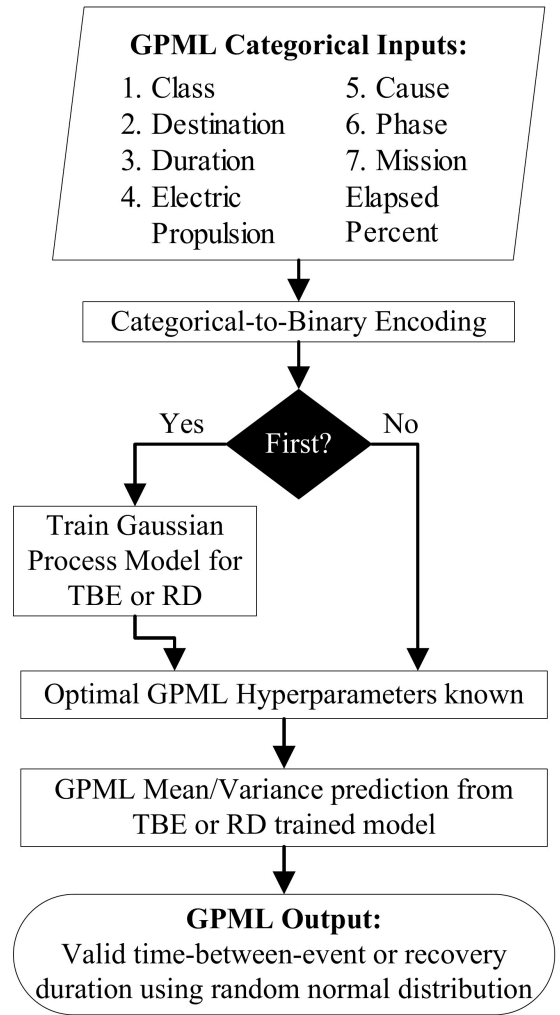 GPML Categorical Inputs:
1. Class
2. Destination
3. Duration
4. Electric
Propulsion
5. Cause
6. Phase
7. Mission
Elapsed
Percent
Categorical-to-Binary Encoding
Yes
First?
No
Train Gaussian
Process Model for
TBE or RD
Optimal GPML Hyperparameters known
GPML Mean/Variance prediction from
TBE or RD trained model
GPML Output:
Valid time-between-event or recovery
duration using random normal distribution